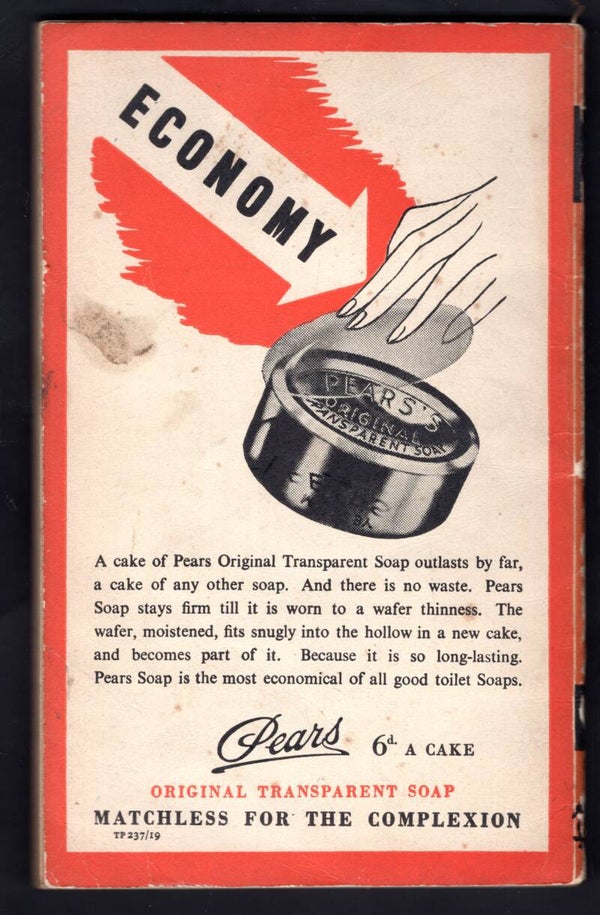 ECONOMY
PEARS'S
ORIGINAL
TRANSPARENT SOAP
A cake of Pears Original Transparent Soap outlasts by far,
a cake of any other soap. And there is no waste. Pears
Soap stays firm till it is worn to a wafer thinness. The
wafer, moistened, fits snugly into the hollow in a new cake,
and becomes part of it. Because it is so long-lasting.
Pears Soap is the most economical of all good toilet Soaps.
Pears 6d. A CAKE
ORIGINAL TRANSPARENT SOAP
MATCHLESS FOR THE COMPLEXION
TP237/19